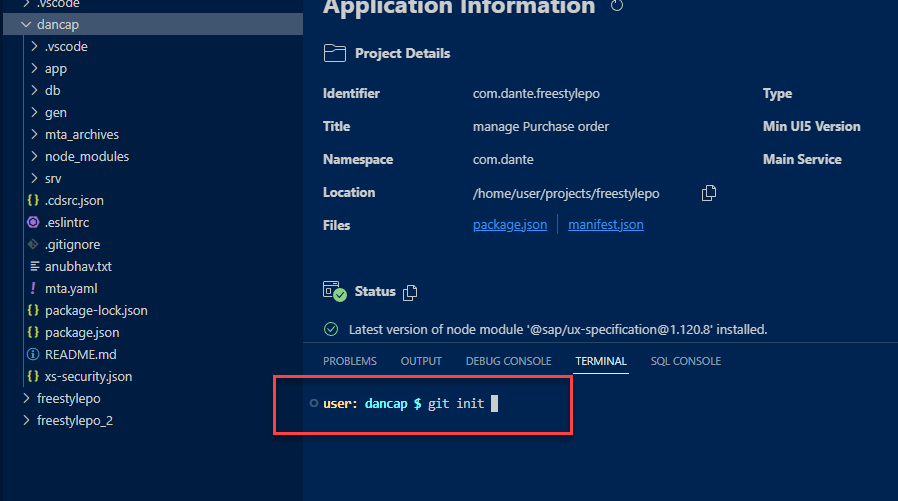 .vscode
dancap
.vscode
app
db
gen
mta_archives
node_modules
srv
.cdsrc.json
.eslintrc
.gitignore
anubhav.txt
mta.yaml
package-lock.json
package.json
README.md
xs-security.json
freestylepo
freestylepo_2
Application Information
Project Details
Identifier com.dante.freestylepo Type
Title manage Purchase order Min UI5 Version
Namespace com.dante Main Service
Location /home/user/projects/freestylepo
Files package.json manifest.json
Status
Latest version of node module '@sap/ux-specification@1.120.8' installed.
PROBLEMS OUTPUT DEBUG CONSOLE TERMINAL SQL CONSOLE
user: dancap $ git init